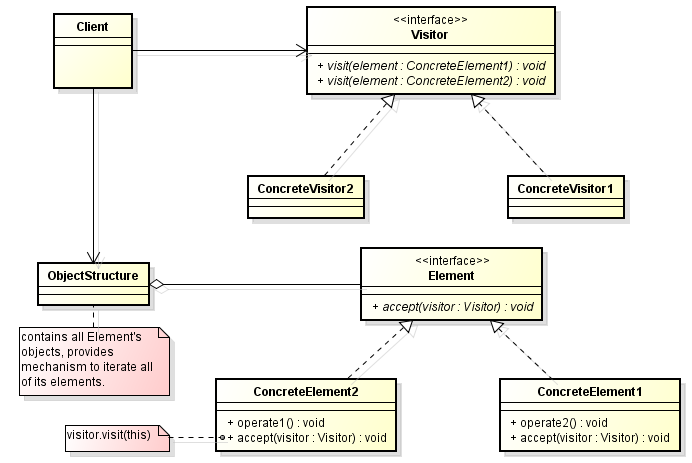 Client
<<interface>>
Visitor
+ visit(element : ConcreteElement1) : void
+ visit(element : ConcreteElement2) : void
ConcreteVisitor2
ConcreteVisitor1
ObjectStructure
<<interface>>
Element
+ accept(visitor : Visitor) : void
contains all Element's
objects, provides
mechanism to iterate all
of its elements.
ConcreteElement2
+ operate1() : void
+ accept(visitor : Visitor) : void
ConcreteElement1
+ operate2() : void
+ accept(visitor : Visitor) : void
visitor.visit(this)